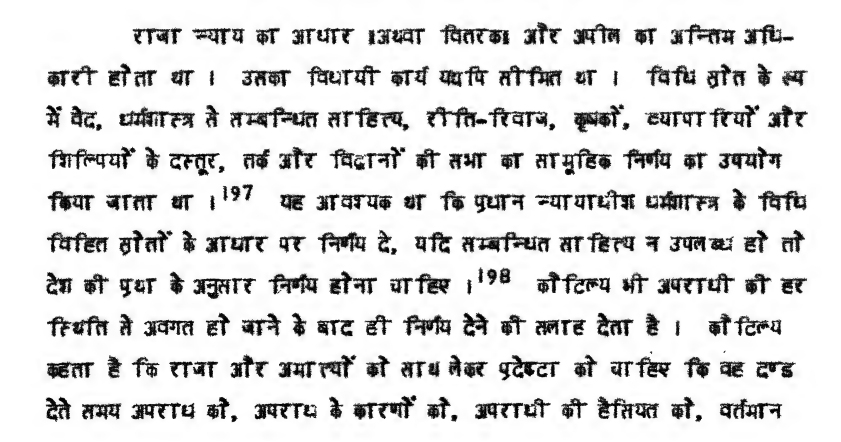 राजा न्याय का आधार ।अथवा वितरक। और अपील का अन्तिम अधि-
कारी होता था । उसका विधायी कार्य यद्यपि सीमित था । विधि स्रोत के रूप
में वेद, धर्मशास्त्र से सम्बन्धित साहित्य, रीति-रिवाज, कृषकों, व्यापारियों और
शिल्पियों के दस्तूर, तर्क और विद्वानों की सभा का सामूहिक निर्णय का उपयोग
किया जाता था ।197 यह आवश्यक था कि प्रधान न्यायाधीश धर्मशास्त्र के विधि
विहित स्रोतों के आधार पर निर्णय दे, यदि सम्बन्धित साहित्य न उपलब्ध हो तो
देश की प्रथा के अनुसार निर्णय होना चाहिए ।198 कौटिल्य भी अपराधी की हर
स्थिति से अवगत हो जाने के बाद ही निर्णय देने की सलाह देता है । कौटिल्य
कहता है कि राजा और अमात्यों को साथ लेकर प्रदेष्टा को चाहिए कि वह दण्ड
देते समय अपराध को, अपराध के कारणों को, अपराधी की हैसियत को, वर्तमान